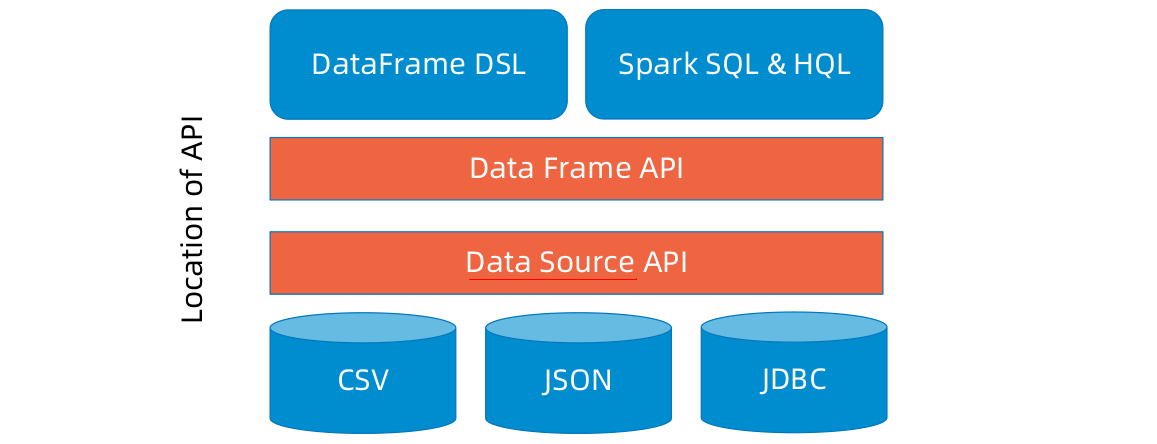 DataFrame DSL
Spark SQL & HQL
Location of API
Data Frame API
Data Source API
CSV
JSON
JDBC